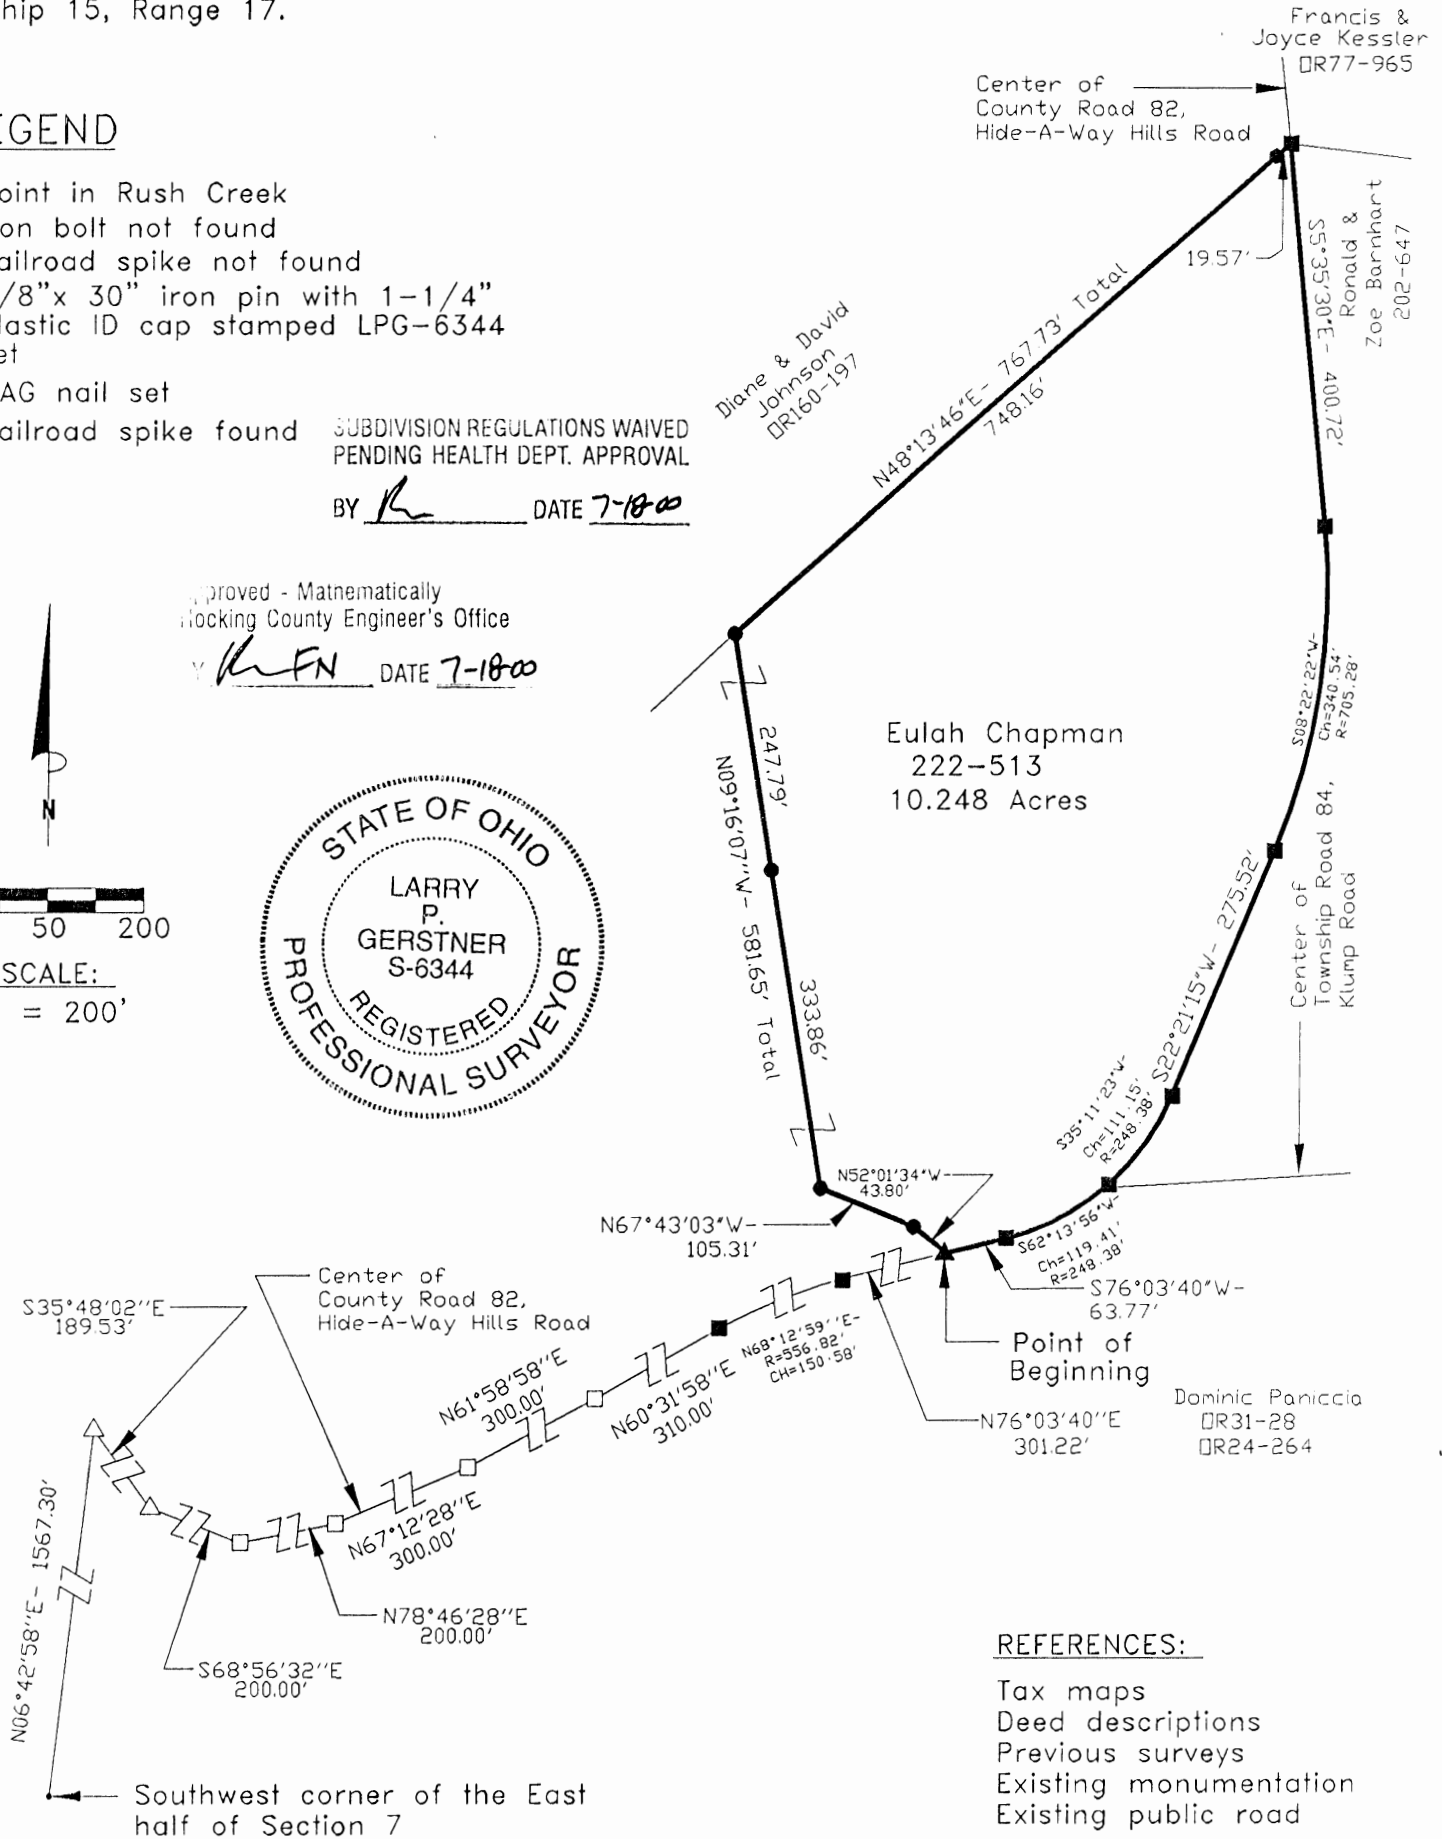 hip 15, Range 17.
Francis &
Joyce Kessler
OR77-965
Center of
County Road 82,
Hide-A-Way Hills Road
EGEND
oint in Rush Creek
on bolt not found
ailroad spike not found
/8"x 30" iron pin with 1-1/4"
lastic ID cap stamped LPG-6344
et
AG nail set
ailroad spike found
19.57'
S5°35'30"E - 400.72'
Ronald &
Zoe Barnhart
202-647
Diane & David
Johnson
OR160-197
N48°13'46"E- 767.73' Total
748.16'
SUBDIVISION REGULATIONS WAIVED
PENDING HEALTH DEPT. APPROVAL
BY DATE 7-18-00
proved - Mathematically
Hocking County Engineer's Office
Y DATE 7-18-00
N
50 200
SCALE:
= 200'
STATE OF OHIO
LARRY
P.
GERSTNER
S-6344
REGISTERED
PROFESSIONAL SURVEYOR
247.79'
N09°16'07"W- 581.65' Total
333.86'
Eulah Chapman
222-513
10.248 Acres
S08°22'22"W-
Ch=340.54'
R=705.28'
Center of
Township Road 84,
Klump Road
S22°21'15"W- 275.52'
S35°11'23"W-
Ch=111.15'
R=248.38'
N52°01'34"W-
43.80'
N67°43'03"W-
105.31'
S62°13'56"W-
Ch=119.41'
R=248.38'
S76°03'40"W-
63.77'
Point of
Beginning
Center of
County Road 82,
Hide-A-Way Hills Road
S35°48'02"E
189.53'
N61°58'58"E
300.00'
N60°31'58"E
310.00'
N68°12'59"E-
R=556.82'
CH=150.58'
N76°03'40"E
301.22'
Dominic Paniccia
OR31-28
OR24-264
N67°12'28"E
300.00'
N78°46'28"E
200.00'
S68°56'32"E
200.00'
N06°42'58"E- 1567.30'
Southwest corner of the East
half of Section 7
REFERENCES:
Tax maps
Deed descriptions
Previous surveys
Existing monumentation
Existing public road